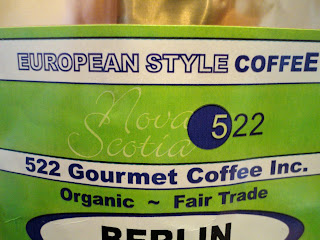 EUROPEAN STYLE COFFEE
Nova
Scotia
522
522 Gourmet Coffee Inc.
Organic ~ Fair Trade
BERLIN